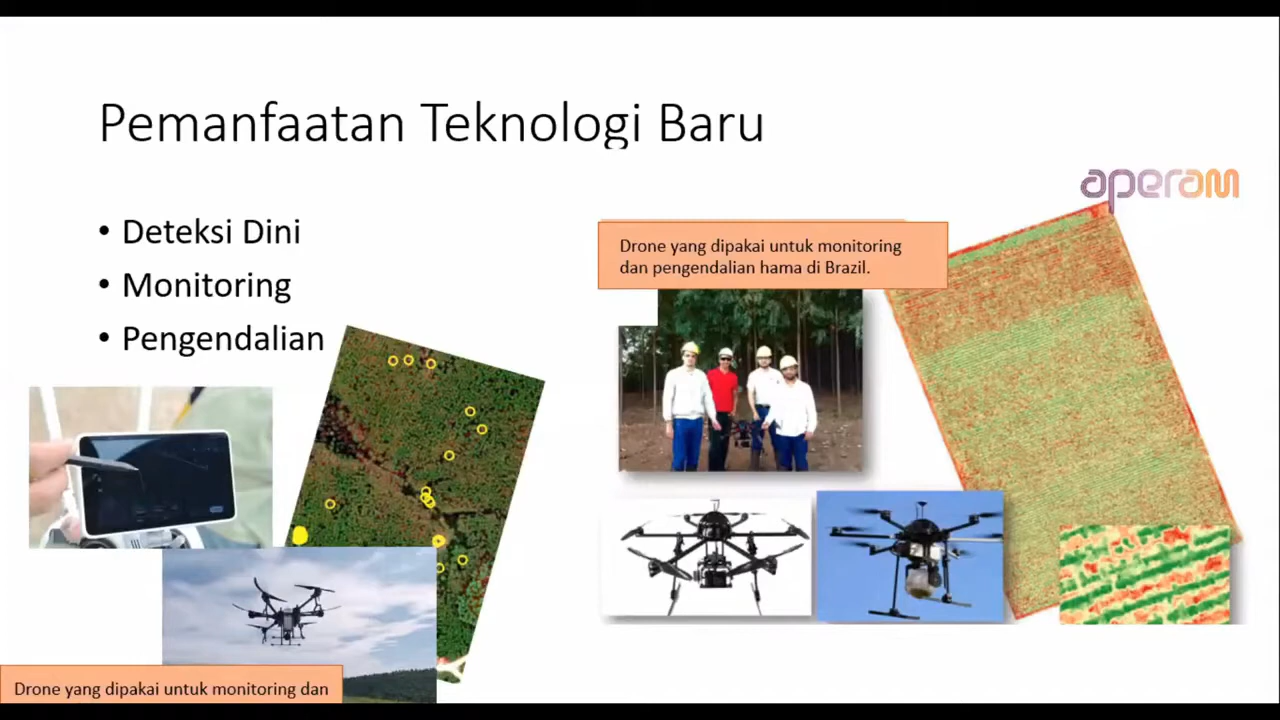 Pemanfaatan Teknologi Baru
aperam
• Deteksi Dini
• Monitoring
• Pengendalian
Drone yang dipakai untuk monitoring
dan pengendalian hama di Brazil.
Drone yang dipakai untuk monitoring dan